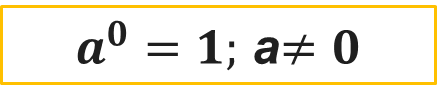 a⁰ = 1; a≠ 0